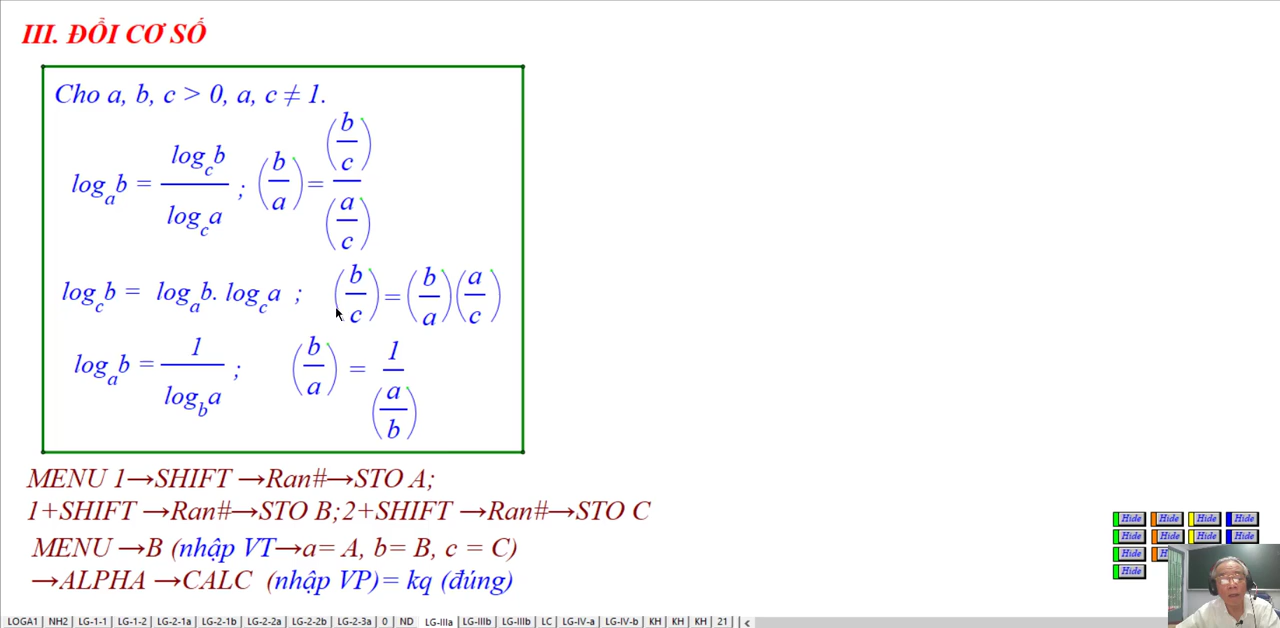 III. ĐỔI CƠ SỐ
Cho a, b, c > 0, a, c ≠ 1.
log_a b = log_c b / log_c a ; (b/a) = (b/c) / (a/c)
log_c b = log_a b. log_c a ; (b/c) = (b/a)(a/c)
log_a b = 1 / log_b a ; (b/a) = 1 / (a/b)
MENU 1→SHIFT →Ran#→STO A;
1+SHIFT →Ran#→STO B;2+SHIFT →Ran#→STO C
MENU →B (nhập VT→a= A, b= B, c = C)
→ALPHA →CALC (nhập VP)= kq (đúng)
Hide Hide Hide Hide
Hide Hide Hide Hide
Hide
Hide
LOGA1 | NH2 | LG-1-1 | LG-1-2 | LG-2-1a | LG-2-1b | LG-2-2a | LG-2-2b | LG-2-3a | 0 | ND | LG-IIIa | LG-IIIb | LG-IIIb | LC | LG-IV-a | LG-IV-b | KH | KH | KH | 21 |